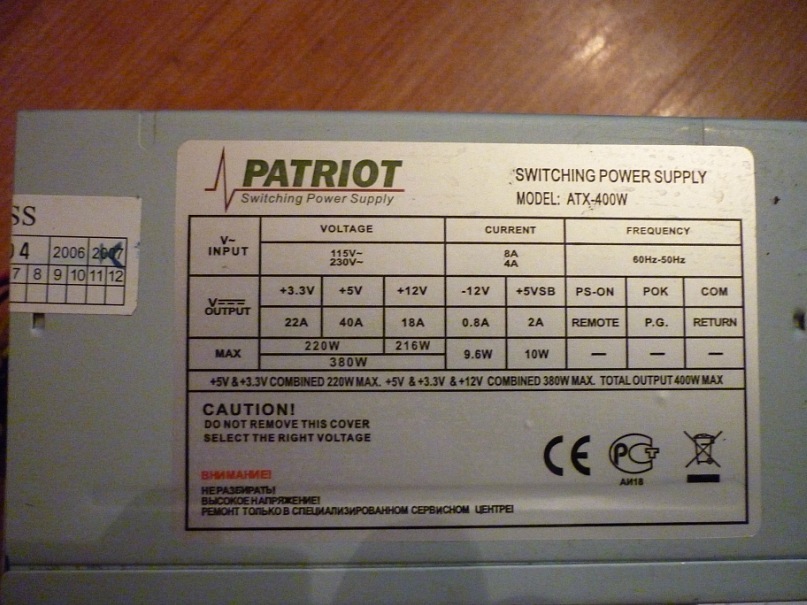 PATRIOT
Switching Power Supply
SWITCHING POWER SUPPLY
MODEL: ATX-400W
SS
04 2006 2007
7 8 9 10 11 12
V~ INPUT VOLTAGE CURRENT FREQUENCY
115V~ 8A 60Hz-50Hz
230V~ 4A
V OUTPUT +3.3V +5V +12V -12V +5VSB PS-ON POK COM
22A 40A 18A 0.8A 2A REMOTE P.G. RETURN
MAX 220W 216W 9.6W 10W — — —
380W
+5V &+3.3V COMBINED 220W MAX. +5V &+3.3V &+12V COMBINED 380W MAX. TOTAL OUTPUT 400W MAX
CAUTION!
DO NOT REMOVE THIS COVER
SELECT THE RIGHT VOLTAGE
CE РСТ
АИ18
ВНИМАНИЕ!
НЕ РАЗБИРАТЬ!
ВЫСОКОЕ НАПРЯЖЕНИЕ!
РЕМОНТ ТОЛЬКО В СПЕЦИАЛИЗИРОВАННОМ СЕРВИСНОМ ЦЕНТРЕ!